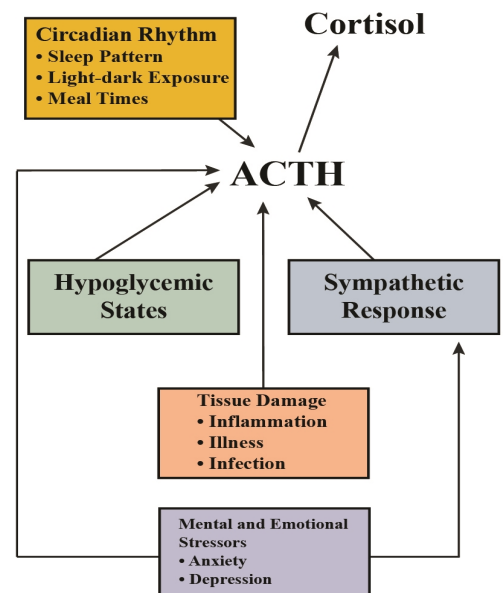 Cortisol
Circadian Rhythm
• Sleep Pattern
• Light-dark Exposure
• Meal Times
ACTH
Hypoglycemic
States
Sympathetic
Response
Tissue Damage
• Inflammation
• Illness
• Infection
Mental and Emotional
Stressors
• Anxiety
• Depression